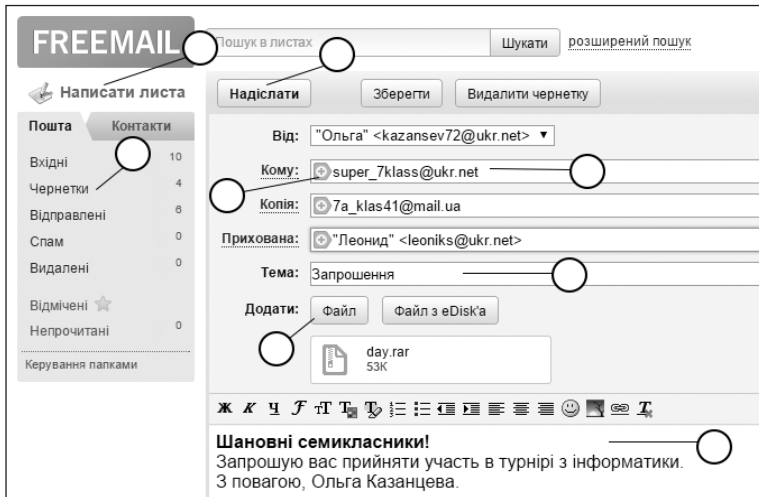 FREEMAIL
Пошук в листах
Шукати
розширений пошук
Написати листа
Надіслати
Зберегти
Видалити чернетку
Пошта
Контакти
Вхідні 10
Чернетки 4
Відправлені 6
Спам 0
Видалені 0
Відмічені
Непрочитані 0
Керування папками
Від: "Ольга" <kazansev72@ukr.net>
Кому: super_7klass@ukr.net
Копія: 7a_klas41@mail.ua
Прихована: "Леонид" <leoniks@ukr.net>
Тема: Запрошення
Додати: Файл Файл з eDisk'a
day.rar
53K
Ж К Ч F тТ T
Шановні семикласники!
Запрошую вас прийняти участь в турнірі з інформатики.
З повагою, Ольга Казанцева.